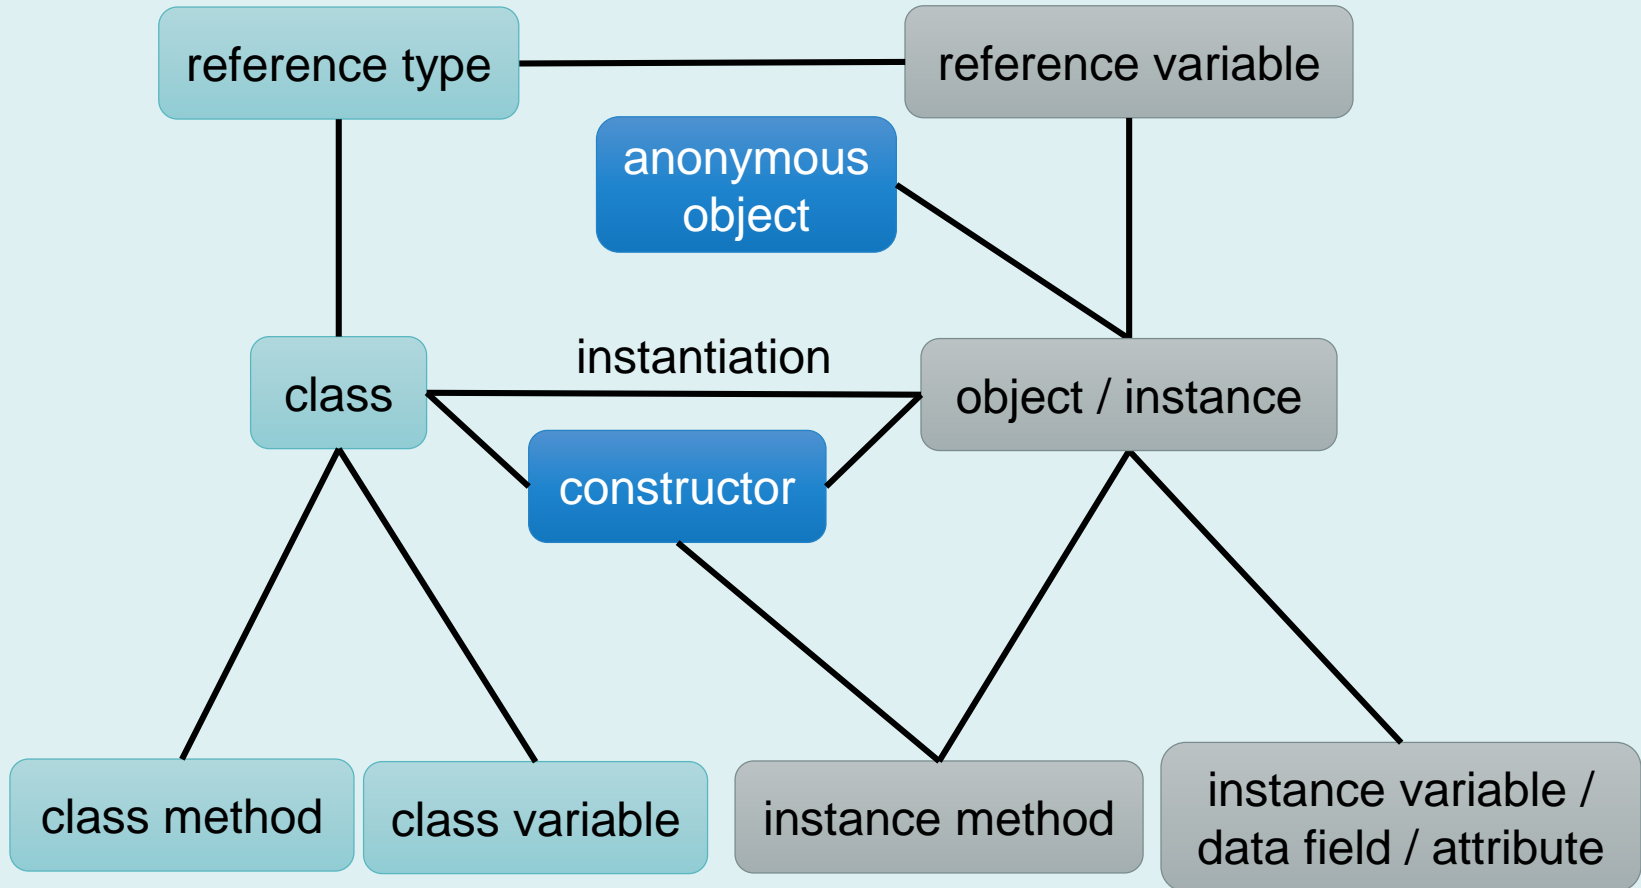 reference type
reference variable
anonymous
object
instantiation
class
object / instance
constructor
class method
class variable
instance method
instance variable /
data field / attribute